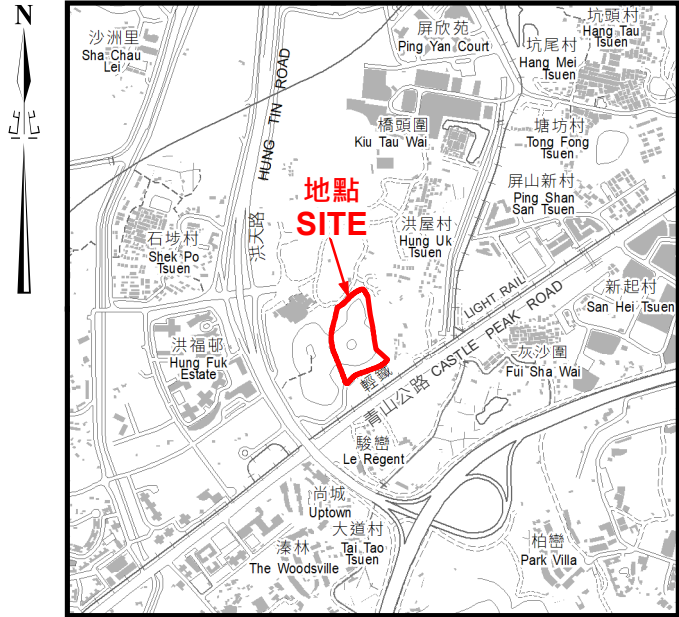 N
沙洲里
Sha Chau
Lei
屏欣苑
Ping Yan Court
坑頭村
Hang Tau
Tsuen
坑尾村
Hang Mei
Tsuen
HUNG TIN ROAD
洪天路
橋頭圍
Kiu Tau Wai
塘坊村
Tong Fong
Tsuen
屏山新村
Ping Shan
San Tsuen
地點
SITE
石埗村
Shek Po
Tsuen
洪屋村
Hung Uk
Tsuen
新起村
San Hei Tsuen
LIGHT RAIL
輕鐵
青山公路 CASTLE PEAK ROAD
洪福邨
Hung Fuk
Estate
灰沙圍
Fui Sha Wai
駿巒
Le Regent
尚城
Uptown
大道村
Tai Tao
Tsuen
溱林
The Woodsville
柏巒
Park Villa